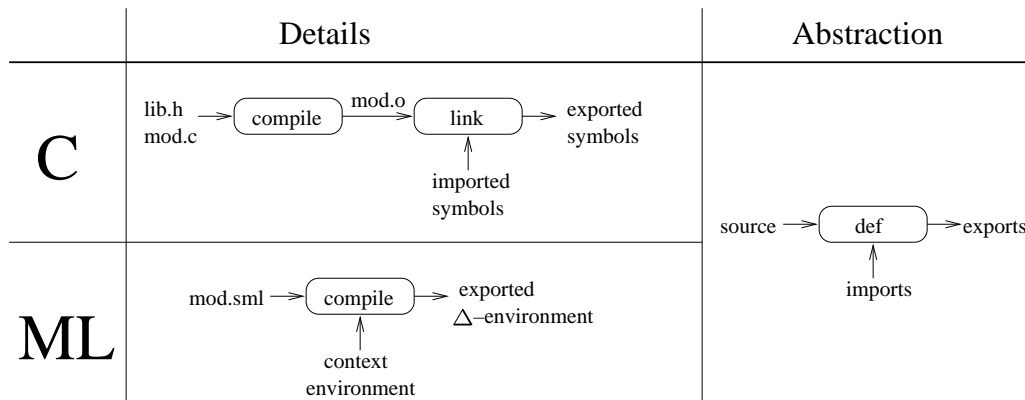 Details
Abstraction
C
lib.h
mod.c
compile
mod.o
link
exported
symbols
imported
symbols
ML
mod.sml
compile
exported
△–environment
context
environment
source
def
exports
imports